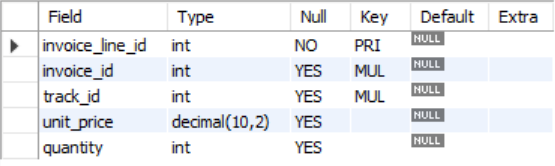 Field Type Null Key Default Extra
invoice_line_id int NO PRI NULL
invoice_id int YES MUL NULL
track_id int YES MUL NULL
unit_price decimal(10,2) YES NULL
quantity int YES NULL